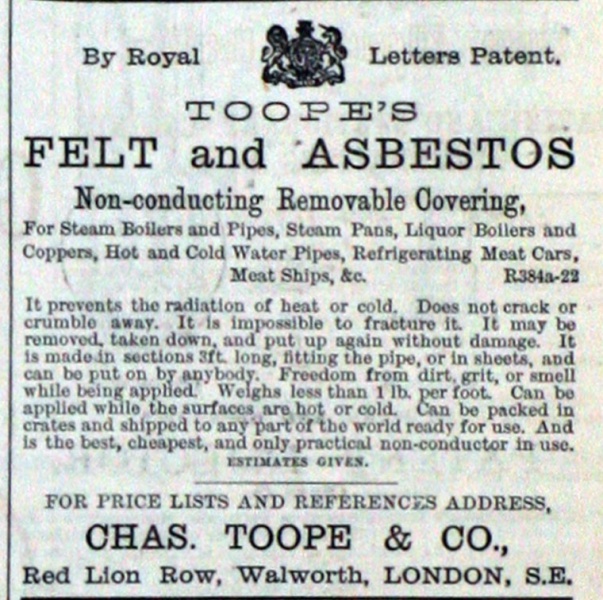 By Royal Letters Patent.
TOOPE'S
FELT and ASBESTOS
Non-conducting Removable Covering,
For Steam Boilers and Pipes, Steam Pans, Liquor Boilers and
Coppers, Hot and Cold Water Pipes, Refrigerating Meat Cars,
Meat Ships, &c. R384a-22
It prevents the radiation of heat or cold. Does not crack or
crumble away. It is impossible to fracture it. It may be
removed, taken down, and put up again without damage. It
is made in sections 3ft. long, fitting the pipe, or in sheets, and
can be put on by anybody. Freedom from dirt, grit, or smell
while being applied. Weighs less than 1 lb. per foot. Can be
applied while the surfaces are hot or cold. Can be packed in
crates and shipped to any part of the world ready for use. And
is the best, cheapest, and only practical non-conductor in use.
ESTIMATES GIVEN.
FOR PRICE LISTS AND REFERENCES ADDRESS,
CHAS. TOOPE & CO.,
Red Lion Row, Walworth, LONDON, S.E.